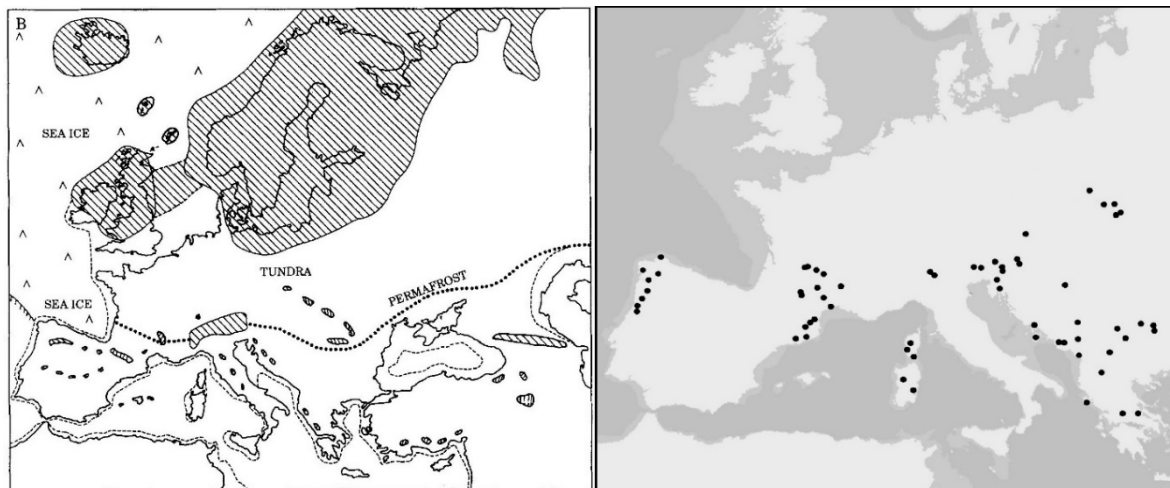 B
SEA ICE
TUNDRA
PERMAFROST
SEA ICE